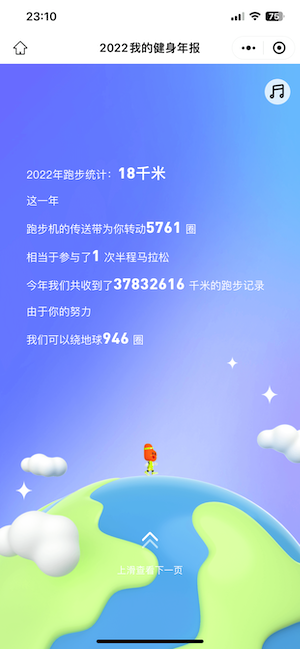 23:10
75
2022我的健身年报
2022年跑步统计：18千米
这一年
跑步机的传送带为你转动5761 圈
相当于参与了1 次半程马拉松
今年我们共收到了37832616 千米的跑步记录
由于你的努力
我们可以绕地球946 圈
上滑查看下一页